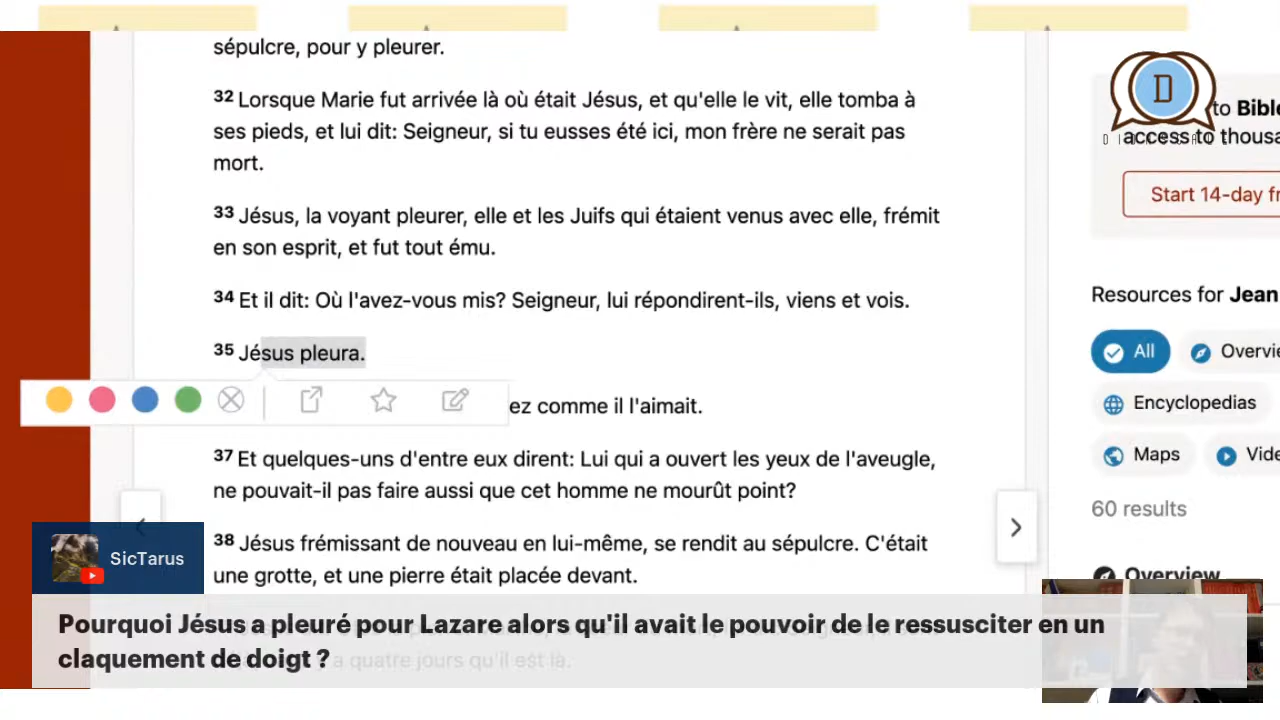 sépulcre, pour y pleurer.
32 Lorsque Marie fut arrivée là où était Jésus, et qu'elle le vit, elle tomba à
ses pieds, et lui dit: Seigneur, si tu eusses été ici, mon frère ne serait pas
mort.
33 Jésus, la voyant pleurer, elle et les Juifs qui étaient venus avec elle, frémit
en son esprit, et fut tout ému.
34 Et il dit: Où l'avez-vous mis? Seigneur, lui répondirent-ils, viens et vois.
35 Jésus pleura.
ez comme il l'aimait.
37 Et quelques-uns d'entre eux dirent: Lui qui a ouvert les yeux de l'aveugle,
ne pouvait-il pas faire aussi que cet homme ne mourût point?
38 Jésus frémissant de nouveau en lui-même, se rendit au sépulcre. C'était
une grotte, et une pierre était placée devant.
a quatre jours qu'il est là.
D
to Bible
access to thousa
Start 14-day fr
Resources for Jean
All
Overvie
Encyclopedias
Maps
Vide
60 results
Overview
SicTarus
Pourquoi Jésus a pleuré pour Lazare alors qu'il avait le pouvoir de le ressusciter en un
claquement de doigt ?